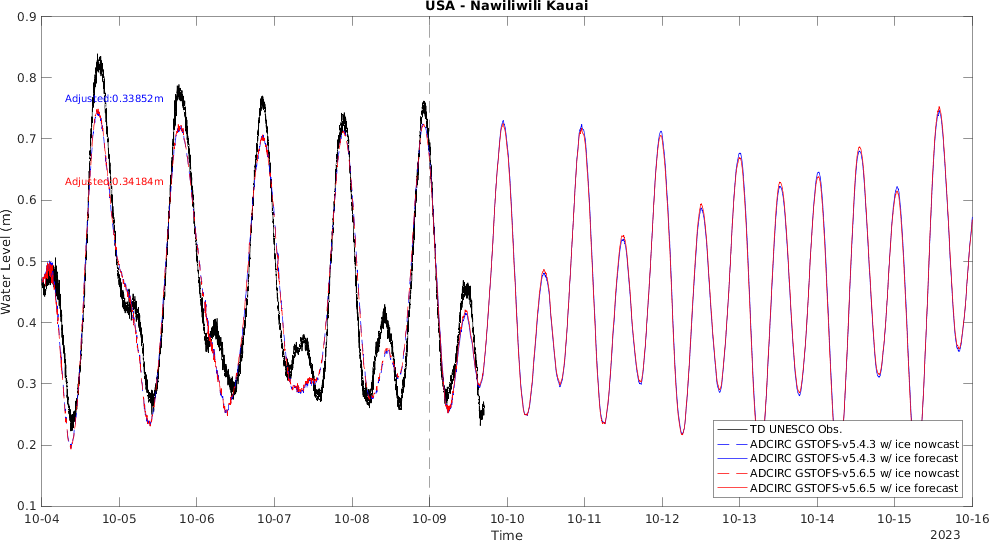 USA - Nawiliwili Kauai
0.9
0.8
Adjusted:0.33852m
0.7
Adjusted:0.34184m
0.6
Water Level (m)
0.5
0.4
0.3
0.2
0.1
TD UNESCO Obs.
ADCIRC GSTOFS-v5.4.3 w/ ice nowcast
ADCIRC GSTOFS-v5.4.3 w/ ice forecast
ADCIRC GSTOFS-v5.6.5 w/ ice nowcast
ADCIRC GSTOFS-v5.6.5 w/ ice forecast
10-04 10-05 10-06 10-07 10-08 10-09 10-10 10-11 10-12 10-13 10-14 10-15 10-16
Time
2023